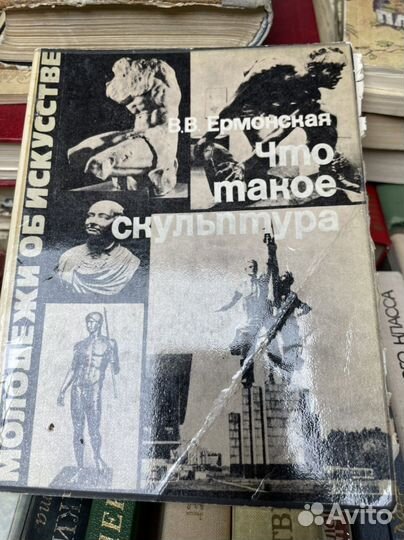 МОЛОДЕЖИ ОБ ИСКУССТВЕ
В.В. Ермонская
Что
такое
скульптура
Avito